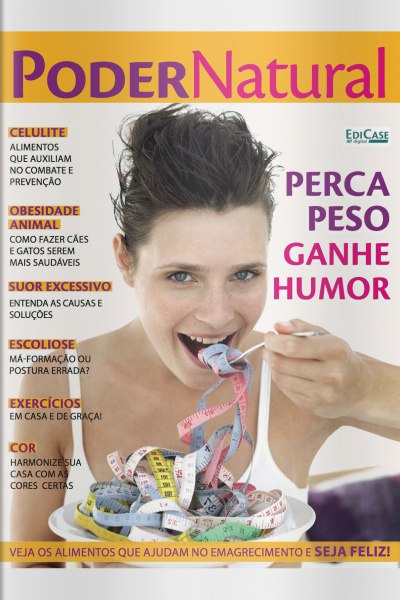 PODERNatural
EDICASE
digital
CELULITE
ALIMENTOS
QUE AUXILIAM
NO COMBATE E
PREVENÇÃO
OBESIDADE
ANIMAL
COMO FAZER CÃES
E GATOS SEREM
MAIS SAUDÁVEIS
SUOR EXCESSIVO
ENTENDA AS CAUSAS E
SOLUÇÕES
ESCOLIOSE
MÁ-FORMAÇÃO OU
POSTURA ERRADA?
EXERCÍCIOS
EM CASA E DE GRAÇA!
COR
HARMONIZE SUA
CASA COM AS
CORES CERTAS
PERCA
PESO
GANHE
HUMOR
VEJA OS ALIMENTOS QUE AJUDAM NO EMAGRECIMENTO E SEJA FELIZ!